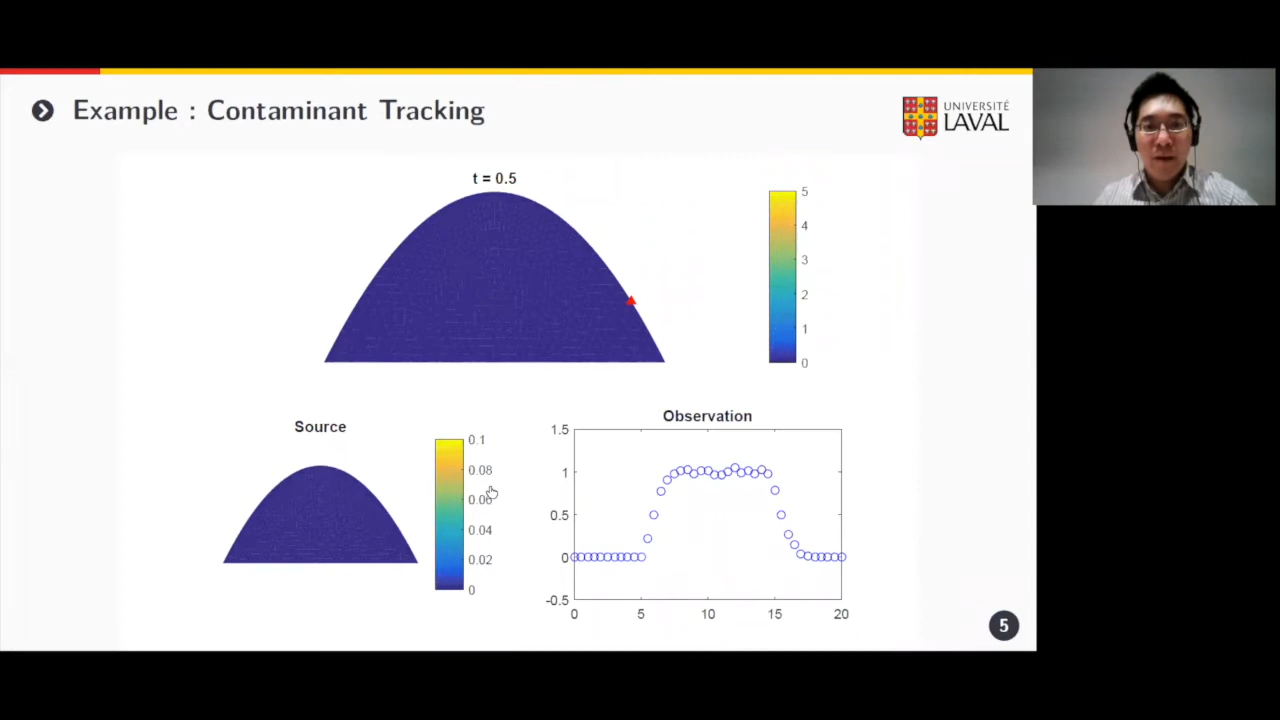 Example : Contaminant Tracking
UNIVERSITÉ
LAVAL
t = 0.5
5
4
3
2
1
0
Source
0.1
0.08
0.06
0.04
0.02
0
Observation
1.5
1
0.5
0
-0.5
0 5 10 15 20
5